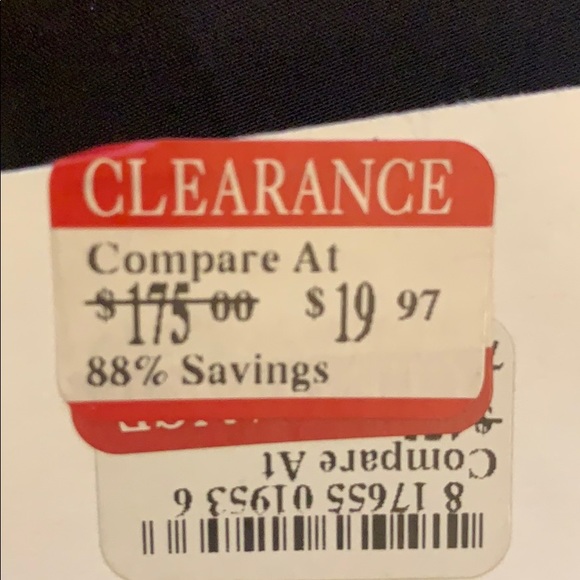 CLEARANCE
Compare At
$175 00 $19 97
88% Savings
Compare At
8 17655 01953 6